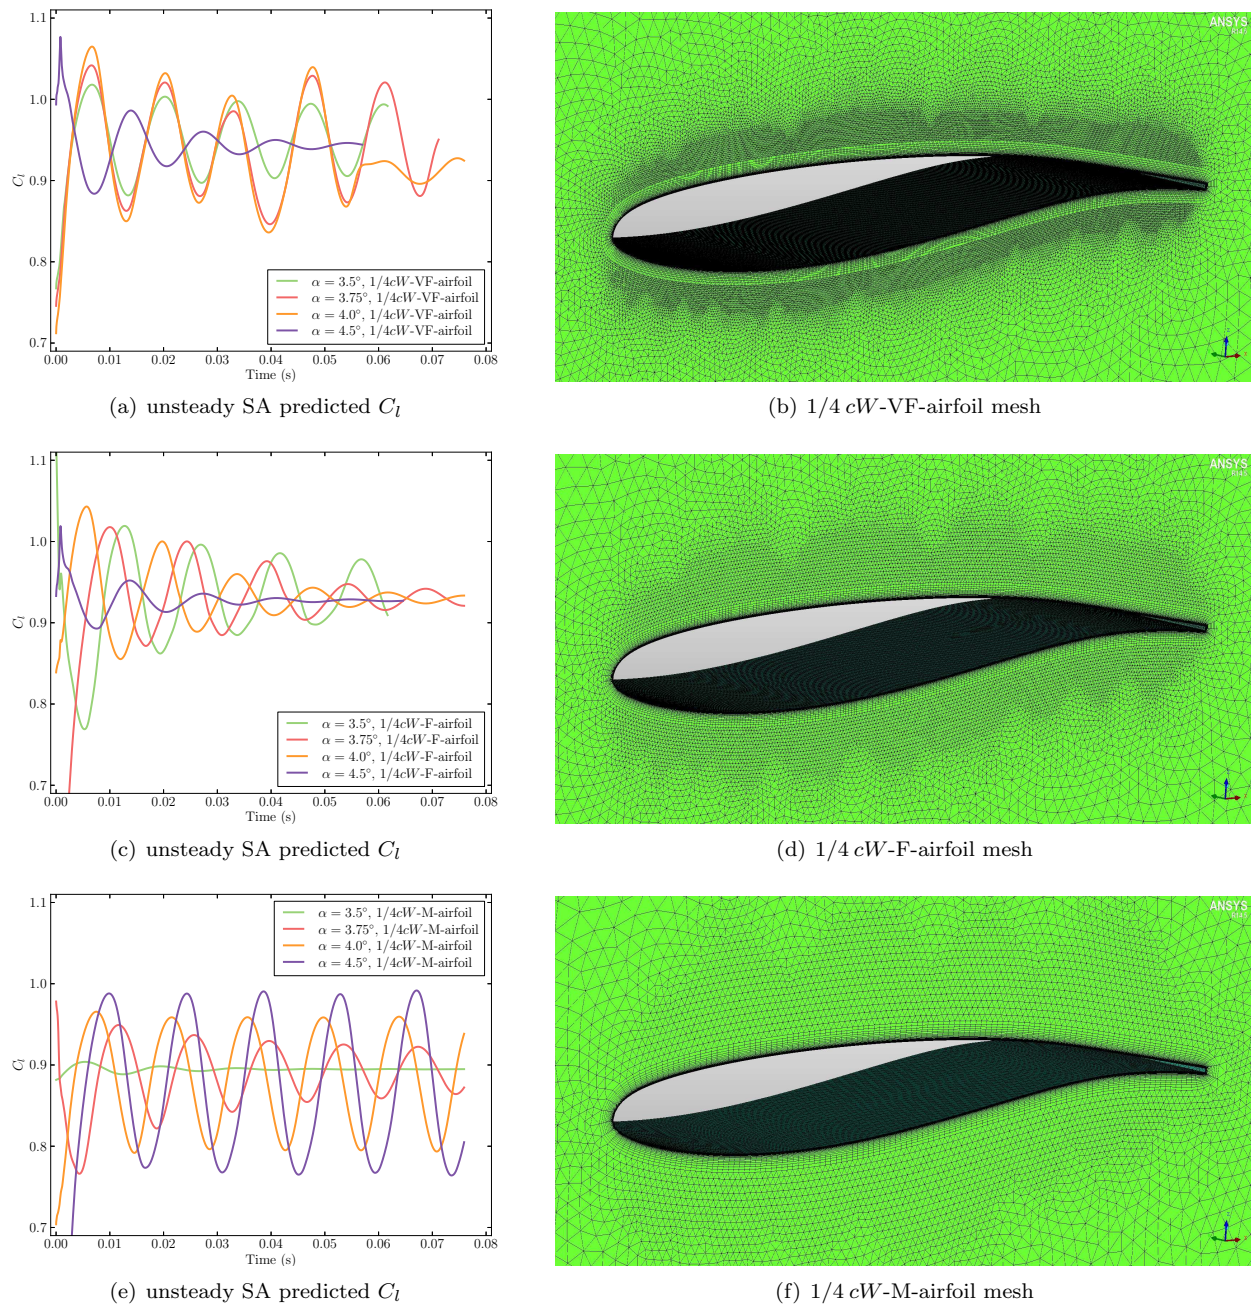 1.1
1.0
0.9
0.8
0.7
C_l
0.00 0.01 0.02 0.03 0.04 0.05 0.06 0.07 0.08
Time (s)
α = 3.5°, 1/4cW-VF-airfoil
α = 3.75°, 1/4cW-VF-airfoil
α = 4.0°, 1/4cW-VF-airfoil
α = 4.5°, 1/4cW-VF-airfoil
(a) unsteady SA predicted C_l
ANSYS
(b) 1/4 cW-VF-airfoil mesh
1.1
1.0
0.9
0.8
0.7
C_l
0.00 0.01 0.02 0.03 0.04 0.05 0.06 0.07 0.08
Time (s)
α = 3.5°, 1/4cW-F-airfoil
α = 3.75°, 1/4cW-F-airfoil
α = 4.0°, 1/4cW-F-airfoil
α = 4.5°, 1/4cW-F-airfoil
(c) unsteady SA predicted C_l
ANSYS
(d) 1/4 cW-F-airfoil mesh
1.1
1.0
0.9
0.8
0.7
C_l
0.00 0.01 0.02 0.03 0.04 0.05 0.06 0.07 0.08
Time (s)
α = 3.5°, 1/4cW-M-airfoil
α = 3.75°, 1/4cW-M-airfoil
α = 4.0°, 1/4cW-M-airfoil
α = 4.5°, 1/4cW-M-airfoil
(e) unsteady SA predicted C_l
ANSYS
(f) 1/4 cW-M-airfoil mesh